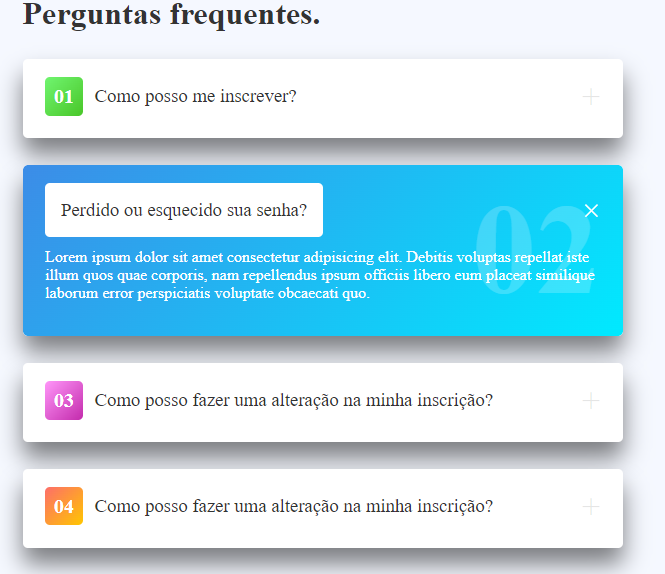 Perguntas frequentes.
01 Como posso me inscrever?
Perdido ou esquecido sua senha?
02
Lorem ipsum dolor sit amet consectetur adipisicing elit. Debitis voluptas repellat iste
illum quos quae corporis, nam repellendus ipsum officiis libero eum placeat similique
laborum error perspiciatis voluptate obcaecati quo.
03 Como posso fazer uma alteração na minha inscrição?
04 Como posso fazer uma alteração na minha inscrição?